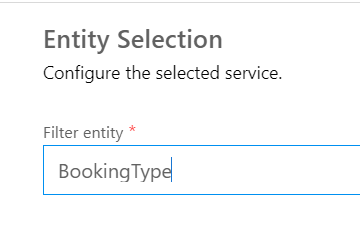 Entity Selection
Configure the selected service.
Filter entity *
BookingType